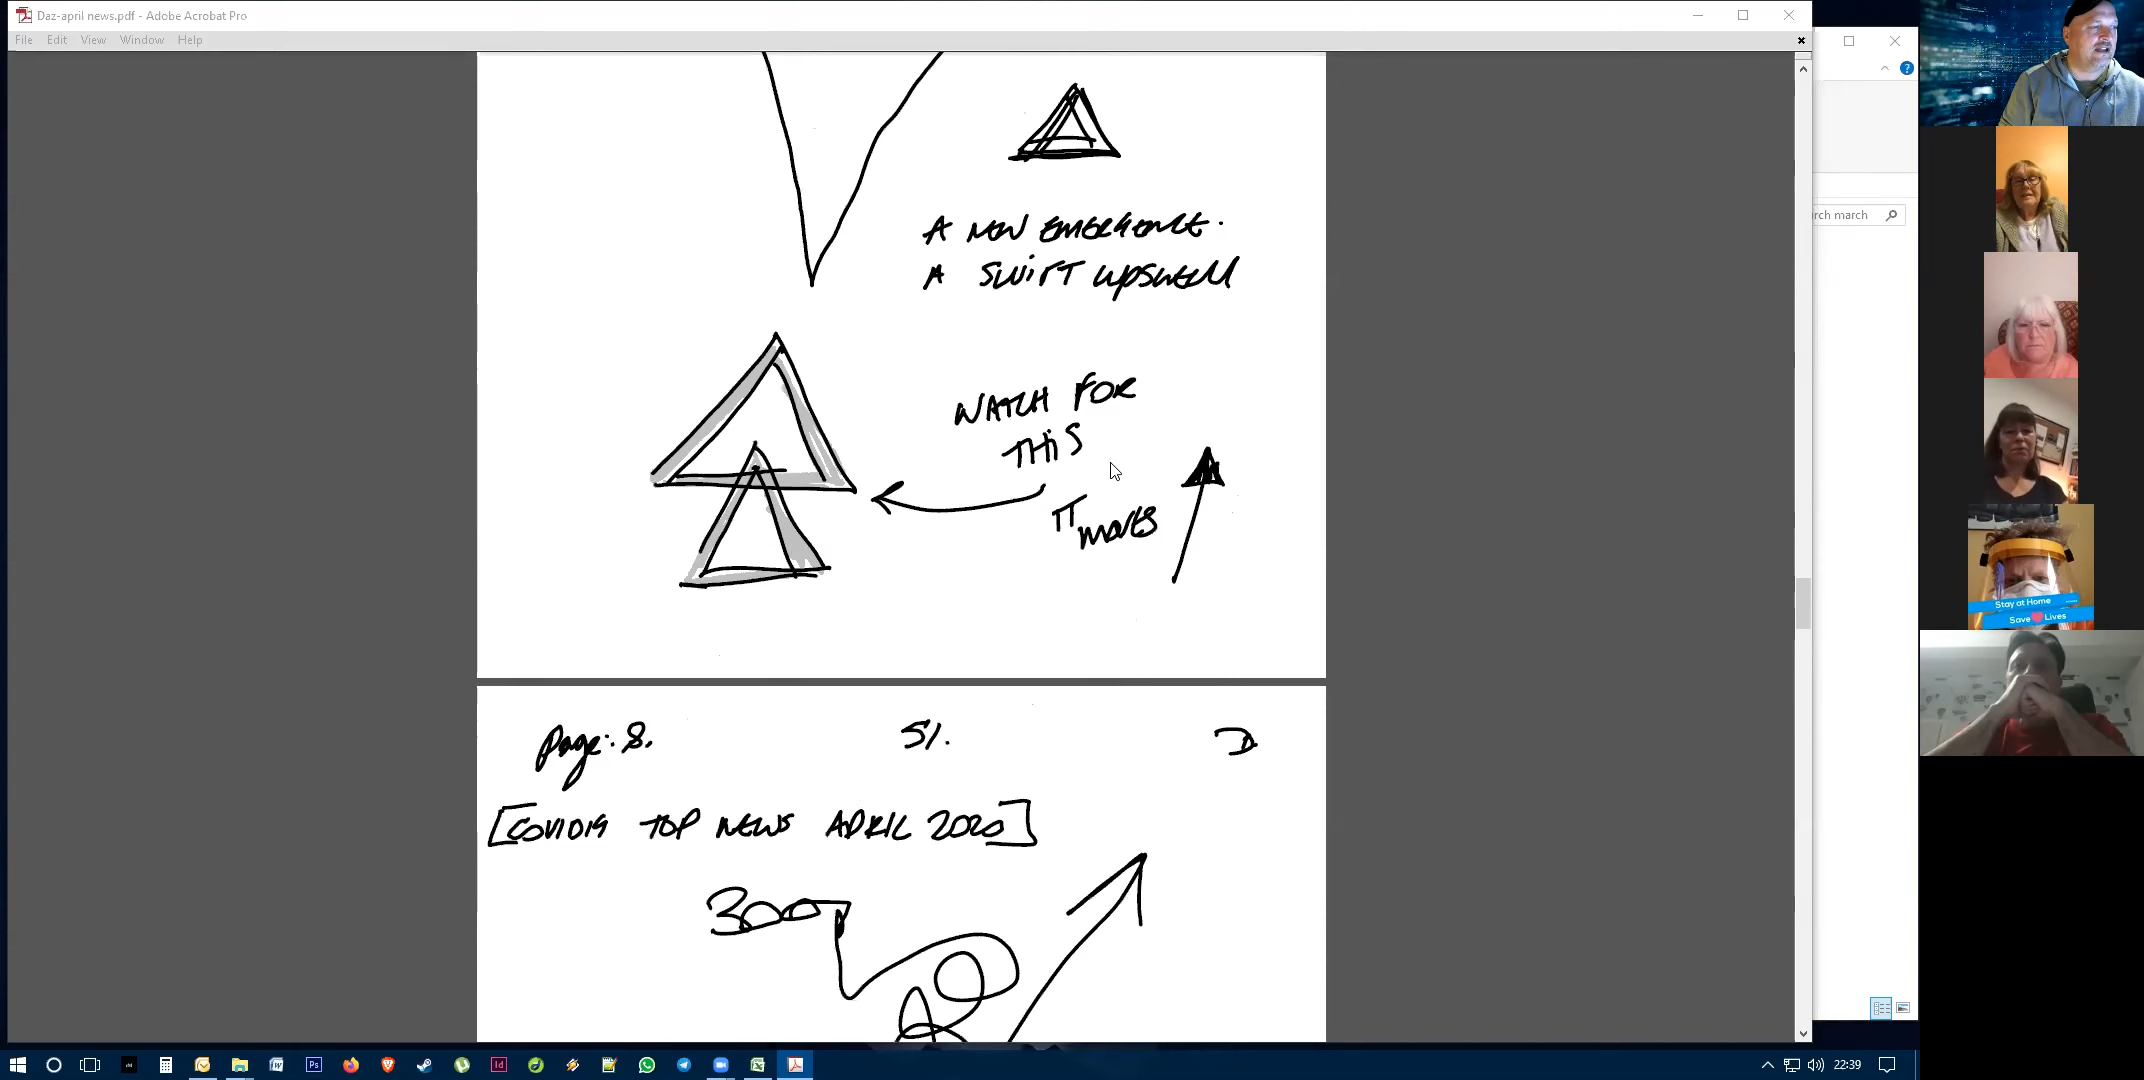 Daz-april news.pdf - Adobe Acrobat Pro
File Edit View Window Help
A NEW EMERGENCE.
A SWIFT UPSWELL
WATCH FOR
THIS
IT
moves
Page: 8.
51.
D
[COVID19 TOP NEWS APRIL 2020]
300
rch march
Stay at Home
Save Lives
22:39